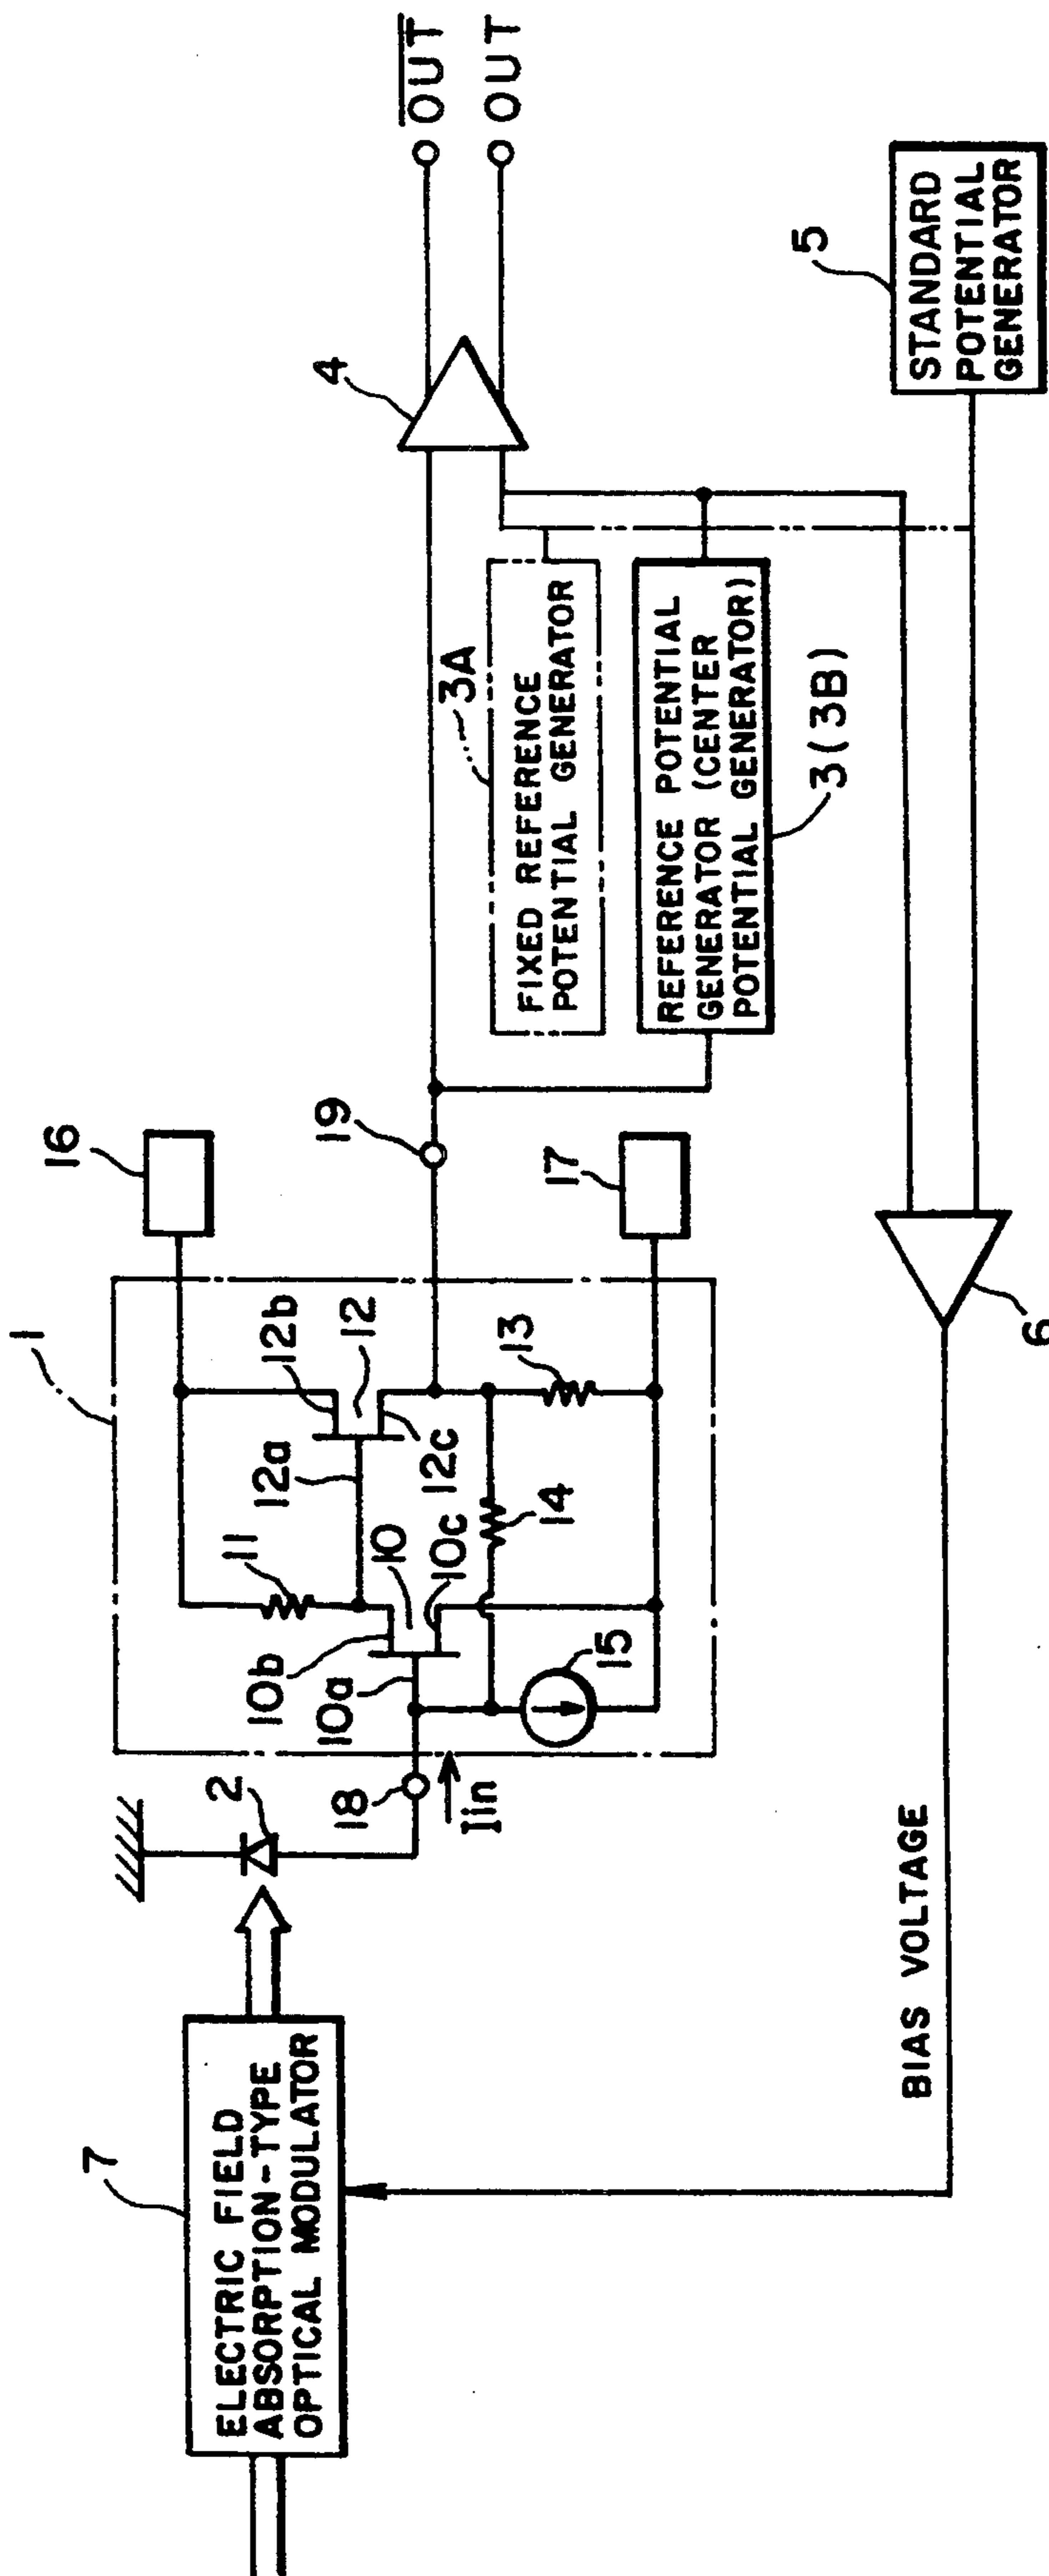 7
ELECTRIC FIELD
ABSORPTION-TYPE
OPTICAL MODULATOR
2
18
Iin
1
10b
10a
11
10
10c
15
12a
12b
12
12c
14
13
16
17
19
3A
FIXED REFERENCE
POTENTIAL GENERATOR
REFERENCE POTENTIAL
GENERATOR (CENTER
POTENTIAL GENERATOR)
3(3B)
4
OUT
OUT
5
STANDARD
POTENTIAL
GENERATOR
6
BIAS VOLTAGE